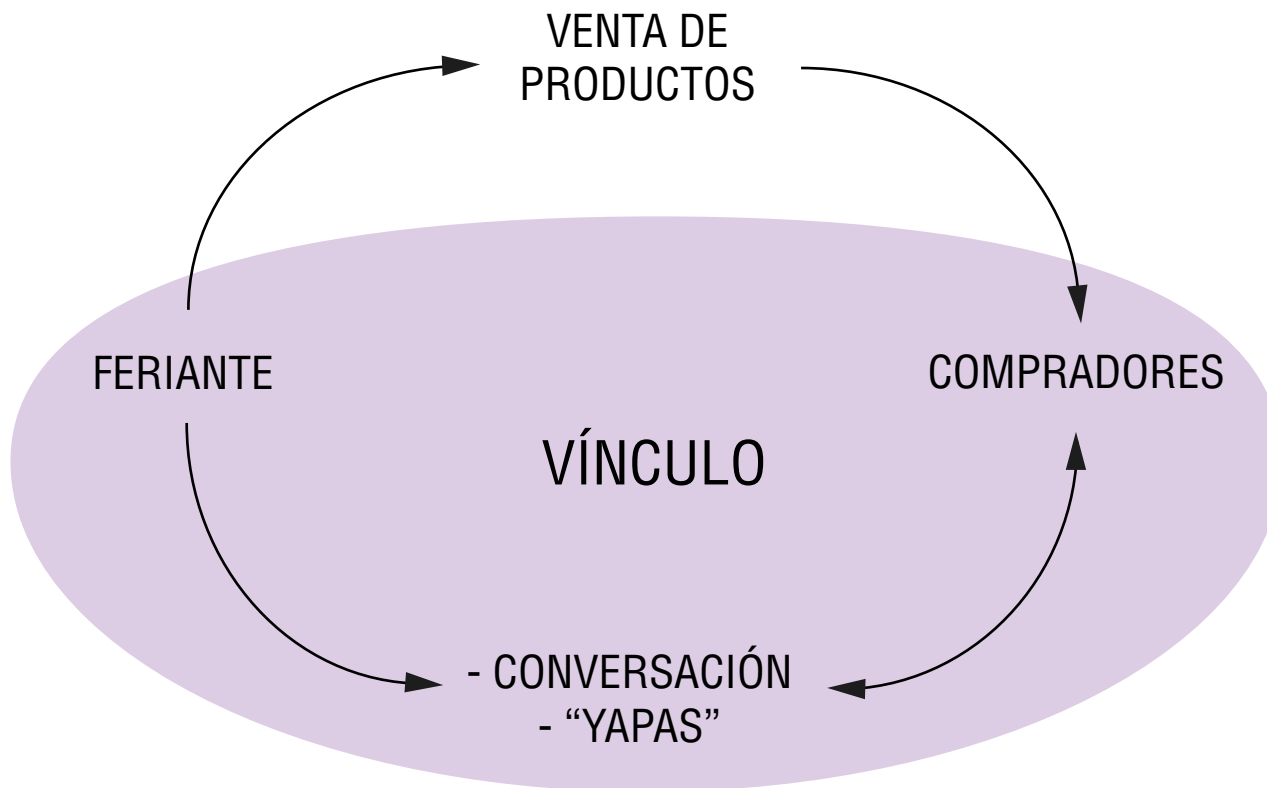 VENTA DE
PRODUCTOS
FERIANTE
COMPRADORES
VÍNCULO
- CONVERSACIÓN
- “YAPAS”